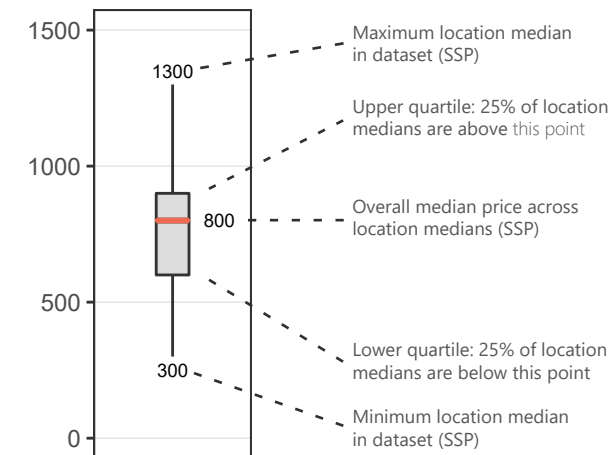 1500
Maximum location median
in dataset (SSP)
1300
Upper quartile: 25% of location
medians are above this point
1000
800
Overall median price across
location medians (SSP)
500
Lower quartile: 25% of location
medians are below this point
300
Minimum location median
in dataset (SSP)
0